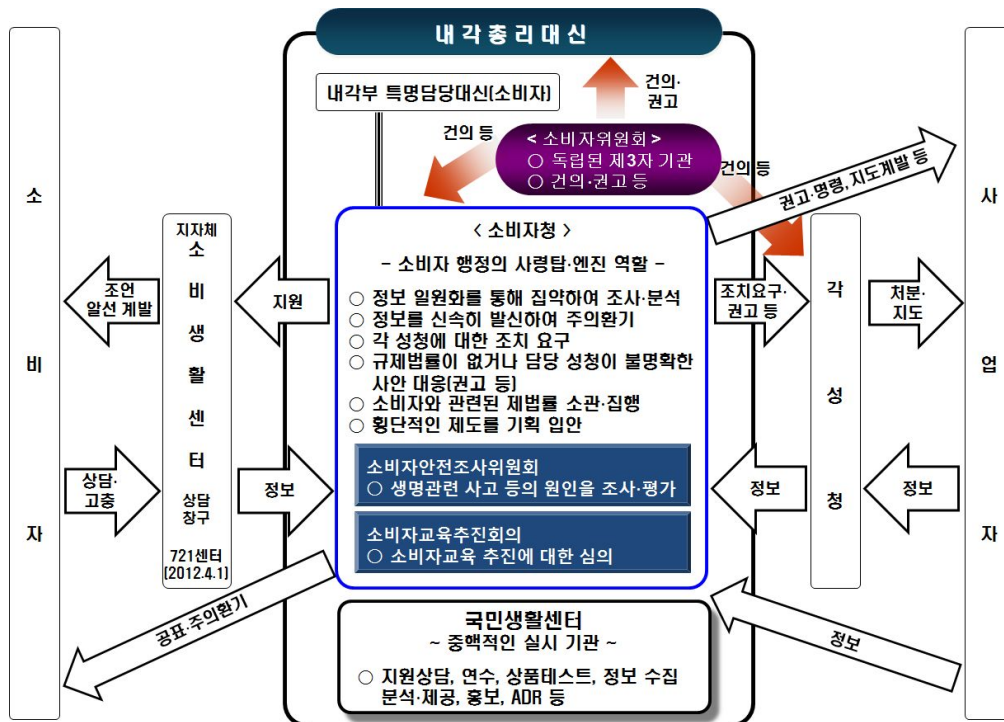 내각총리대신
내각부 특명담당대신(소비자)
건의·
권고
건의 등
< 소비자위원회 >
○ 독립된 제3자 기관
○ 건의·권고 등
건의 등
권고·명령, 지도계발 등
소
비
자
지자체
소
비
생
활
센
터
상담
창구
721센터
(2012.4.1)
조언
알선 계발
지원
상담·
고충
정보
공표·주의환기
< 소비자청 >
- 소비자 행정의 사령탑·엔진 역할 -
○ 정보 일원화를 통해 집약하여 조사·분석
○ 정보를 신속히 발신하여 주의환기
○ 각 성청에 대한 조치 요구
○ 규제법률이 없거나 담당 성청이 불명확한
사안 대응(권고 등)
○ 소비자와 관련된 제법률 소관·집행
○ 횡단적인 제도를 기획 입안
소비자안전조사위원회
○ 생명관련 사고 등의 원인을 조사·평가
소비자교육추진회의
○ 소비자교육 추진에 대한 심의
국민생활센터
~ 중핵적인 실시 기관 ~
○ 지원상담, 연수, 상품테스트, 정보 수집
분석·제공, 홍보, ADR 등
조치요구·
권고 등
정보
각
성
청
처분·
지도
정보
정보
사
업
자